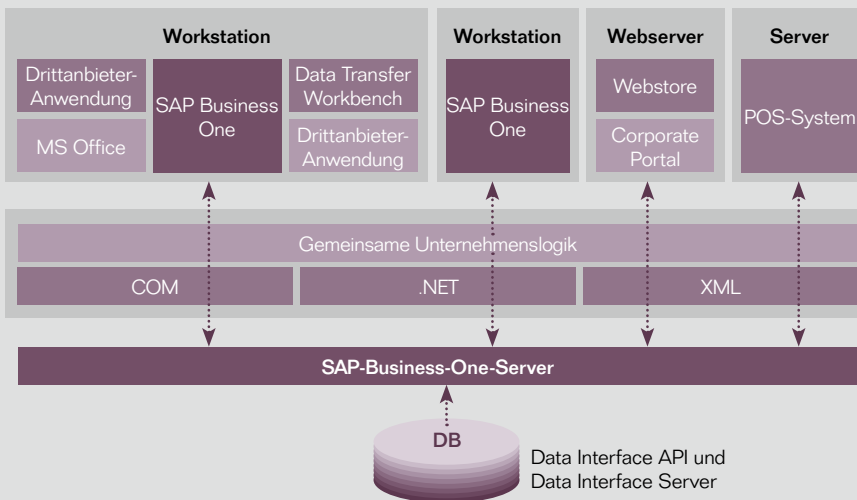 Workstation
Drittanbieter-
Anwendung
MS Office
SAP Business
One
Data Transfer
Workbench
Drittanbieter-
Anwendung
Workstation
SAP Business
One
Webserver
Webstore
Corporate
Portal
Server
POS-System
Gemeinsame Unternehmenslogik
COM
.NET
XML
SAP-Business-One-Server
DB
Data Interface API und
Data Interface Server